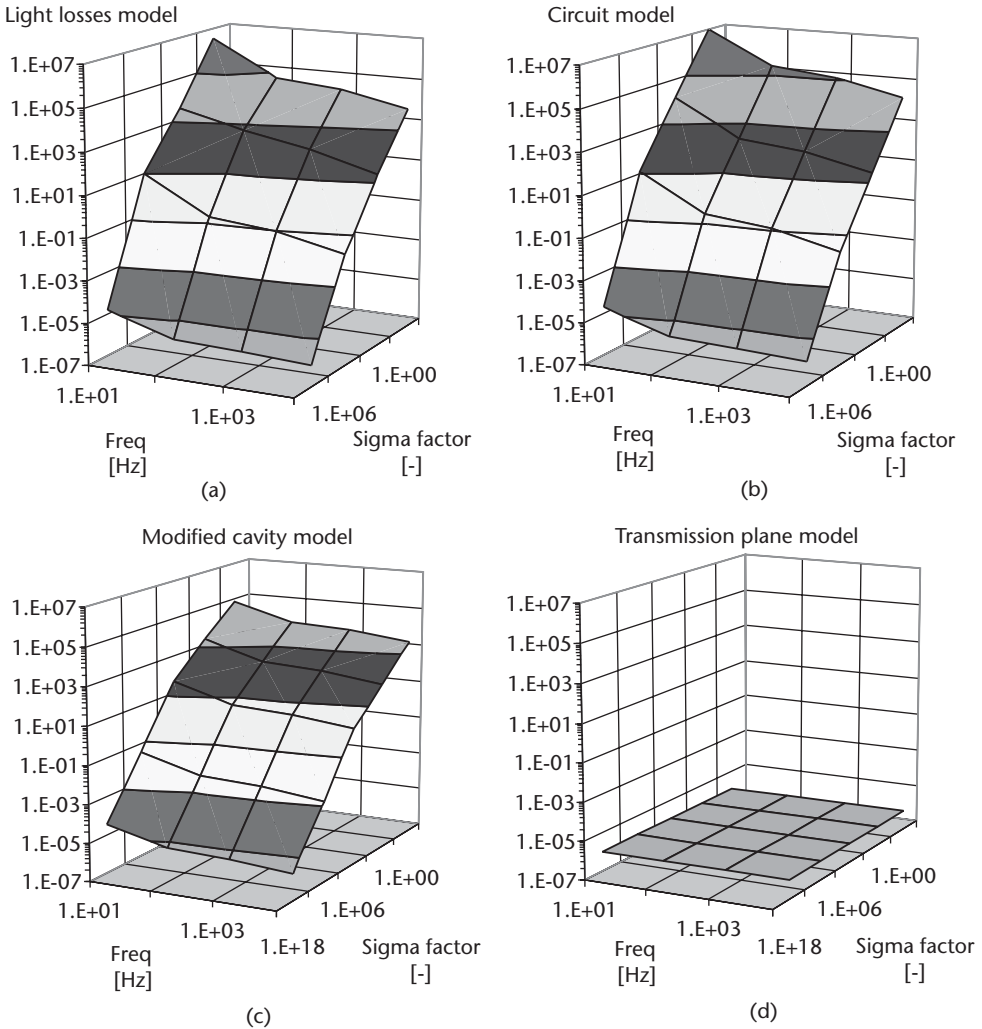 Light losses model
1.E+07
1.E+05
1.E+03
1.E+01
1.E-01
1.E-03
1.E-05
1.E-07
1.E+01
1.E+03
1.E+06
1.E+00
Freq
[Hz]
Sigma factor
[-]
(a)
Circuit model
1.E+07
1.E+05
1.E+03
1.E+01
1.E-01
1.E-03
1.E-05
1.E-07
1.E+01
1.E+03
1.E+06
1.E+00
Freq
[Hz]
Sigma factor
[-]
(b)
Modified cavity model
1.E+07
1.E+05
1.E+03
1.E+01
1.E-01
1.E-03
1.E-05
1.E-07
1.E+01
1.E+03
1.E+18
1.E+06
1.E+00
Freq
[Hz]
Sigma factor
[-]
(c)
Transmission plane model
1.E+07
1.E+05
1.E+03
1.E+01
1.E-01
1.E-03
1.E-05
1.E-07
1.E+01
1.E+03
1.E+18
1.E+06
1.E+00
Freq
[Hz]
Sigma factor
[-]
(d)